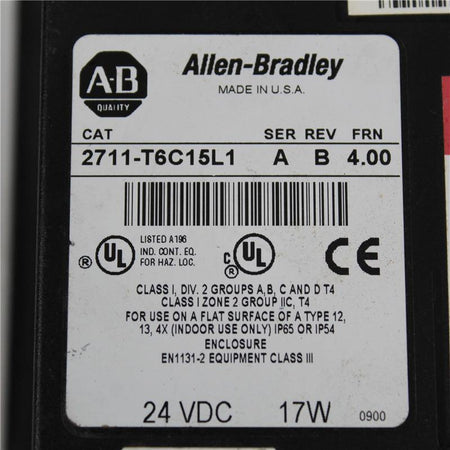 A·B
QUALITY
Allen-Bradley
MADE IN U.S.A.
CAT SER REV FRN
2711-T6C15L1 A B 4.00
UL
®
LISTED A196
IND. CONT. EQ.
FOR HAZ. LOC.
C UL
®
CE
CLASS I, DIV. 2 GROUPS A, B, C AND D T4
CLASS I ZONE 2 GROUP IIC, T4
FOR USE ON A FLAT SURFACE OF A TYPE 12,
13, 4X (INDOOR USE ONLY) IP65 OR IP54
ENCLOSURE
EN1131-2 EQUIPMENT CLASS III
24 VDC 17W 0900